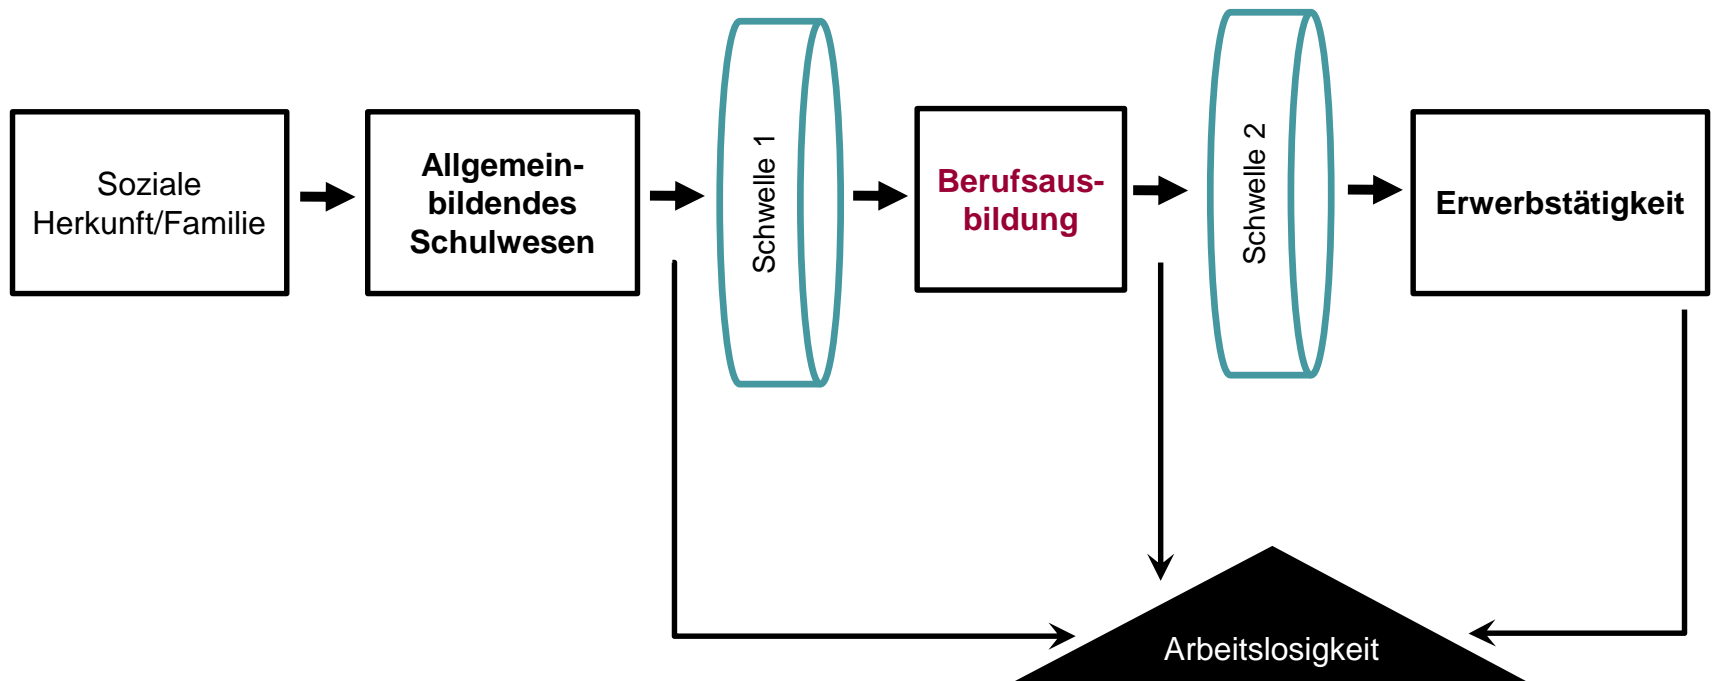 Soziale
Herkunft/Familie
Allgemein-
bildendes
Schulwesen
Schwelle 1
Berufsaus-
bildung
Schwelle 2
Erwerbstätigkeit
Arbeitslosigkeit